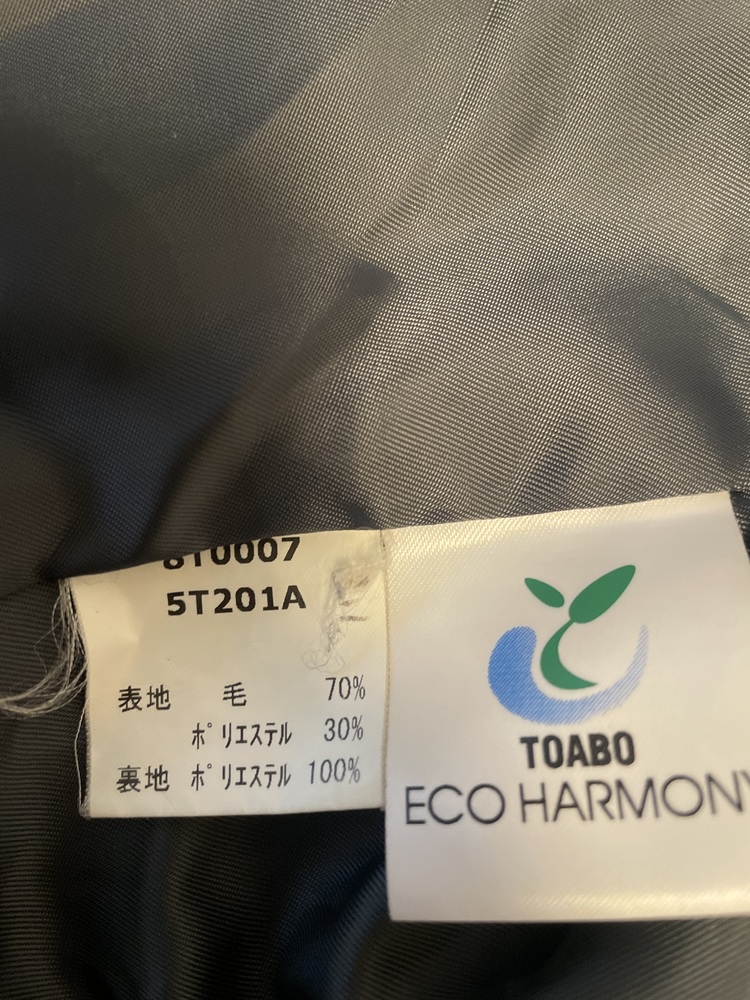 8T0007
5T201A
表地 毛 70%
ポリエステル 30%
裏地 ポリエステル 100%
TOABO
ECO HARMONY